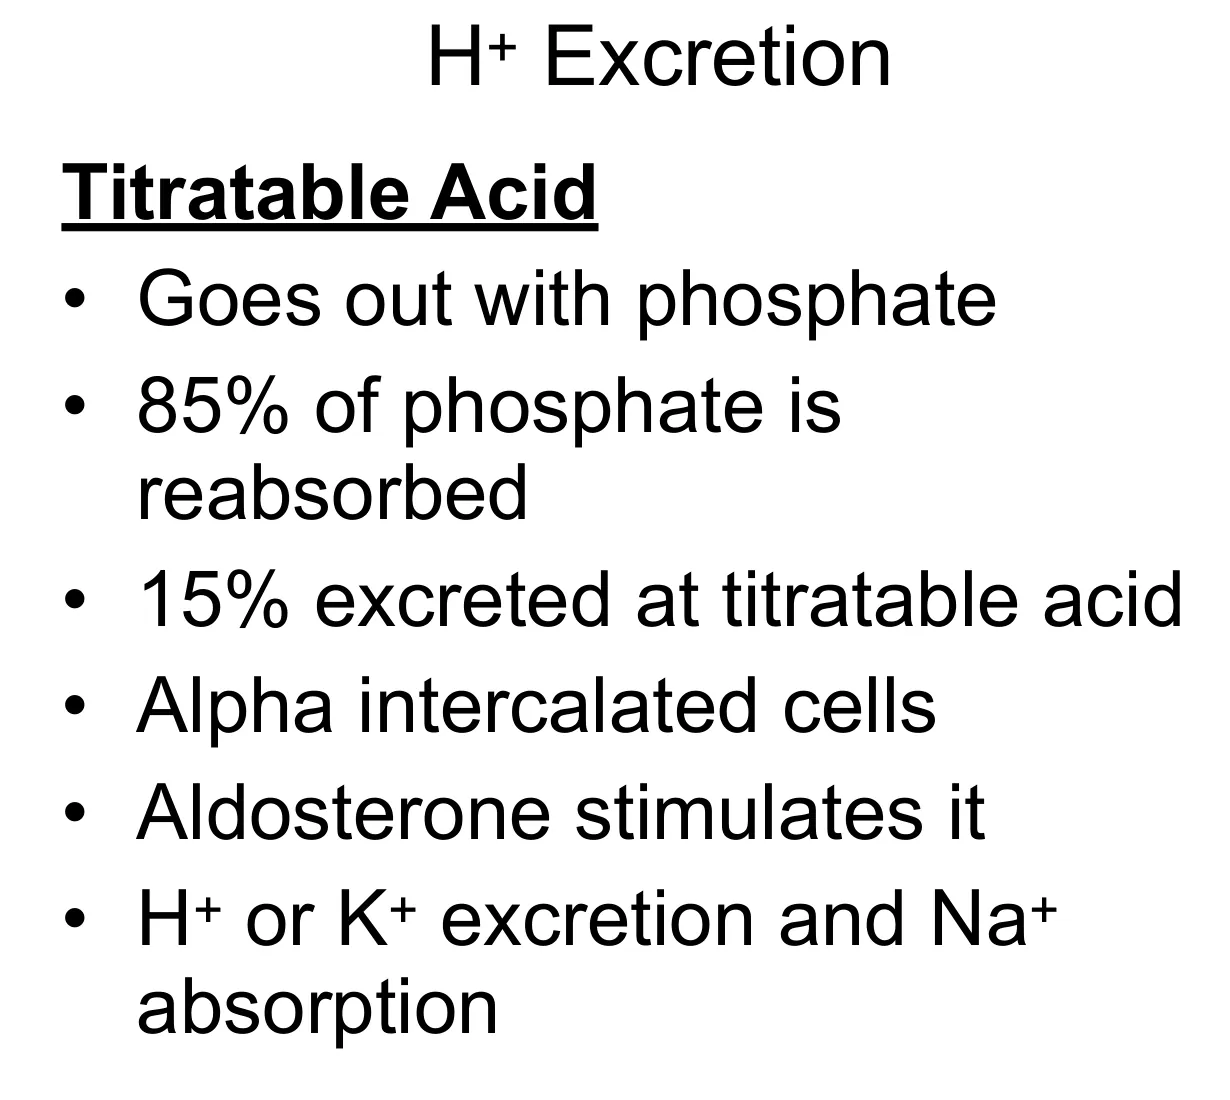 H⁺ Excretion
Titratable Acid
• Goes out with phosphate
• 85% of phosphate is
reabsorbed
• 15% excreted at titratable acid
• Alpha intercalated cells
• Aldosterone stimulates it
• H⁺ or K⁺ excretion and Na⁺
absorption